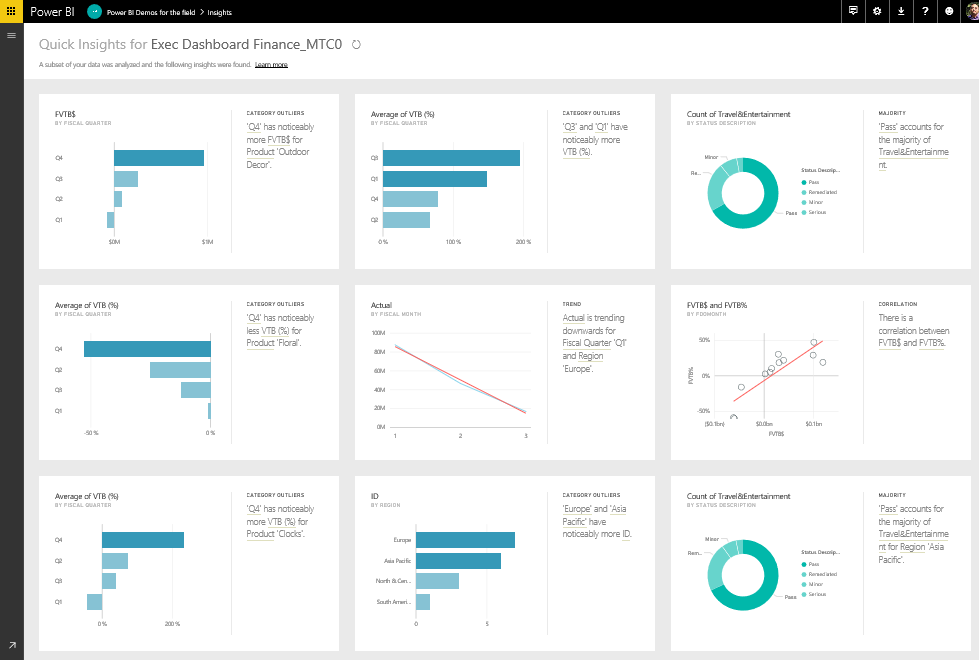 Power BI
Power BI Demos for the field > Insights
Quick Insights for Exec Dashboard Finance_MTC0
A subset of your data was analyzed and the following insights were found. Learn more
FVTB$
BY FISCAL QUARTER
Q4
Q3
Q2
Q1
$0M $1M
CATEGORY OUTLIERS
'Q4' has noticeably
more FVTB$ for
Product 'Outdoor
Decor'.
Average of VTB (%)
BY FISCAL QUARTER
Q3
Q1
Q4
Q2
0 % 100 % 200 %
CATEGORY OUTLIERS
'Q3' and 'Q1' have
noticeably more
VTB (%).
Count of Travel&Entertainment
BY STATUS DESCRIPTION
Minor
Re...
Pass
Status Descrip...
Pass
Remediated
Minor
Serious
MAJORITY
'Pass' accounts for
the majority of
Travel&Entertainme
nt.
Average of VTB (%)
BY FISCAL QUARTER
Q4
Q2
Q3
Q1
-50 % 0 %
CATEGORY OUTLIERS
'Q4' has noticeably
less VTB (%) for
Product 'Floral'.
Actual
BY FISCAL MONTH
100M
80M
60M
40M
20M
0M
1 2 3
TREND
Actual is trending
downwards for
Fiscal Quarter 'Q1'
and Region
'Europe'.
FVTB$ and FVTB%
BY PDOMONTH
FVTB%
50%
0%
-50%
($0.1bn) $0.0bn $0.1bn
FVTB$
CORRELATION
There is a
correlation between
FVTB$ and FVTB%.
Average of VTB (%)
BY FISCAL QUARTER
Q4
Q2
Q3
Q1
0 % 200 %
CATEGORY OUTLIERS
'Q4' has noticeably
more VTB (%) for
Product 'Clocks'.
ID
BY REGION
Europe
Asia Pacific
North & Cen...
South Ameri...
0 5
CATEGORY OUTLIERS
'Europe' and 'Asia
Pacific' have
noticeably more ID.
Count of Travel&Entertainment
BY STATUS DESCRIPTION
Minor
Rem...
Pass
Status Descrip...
Pass
Remediated
Minor
Serious
MAJORITY
'Pass' accounts for
the majority of
Travel&Entertainme
nt for Region 'Asia
Pacific'.